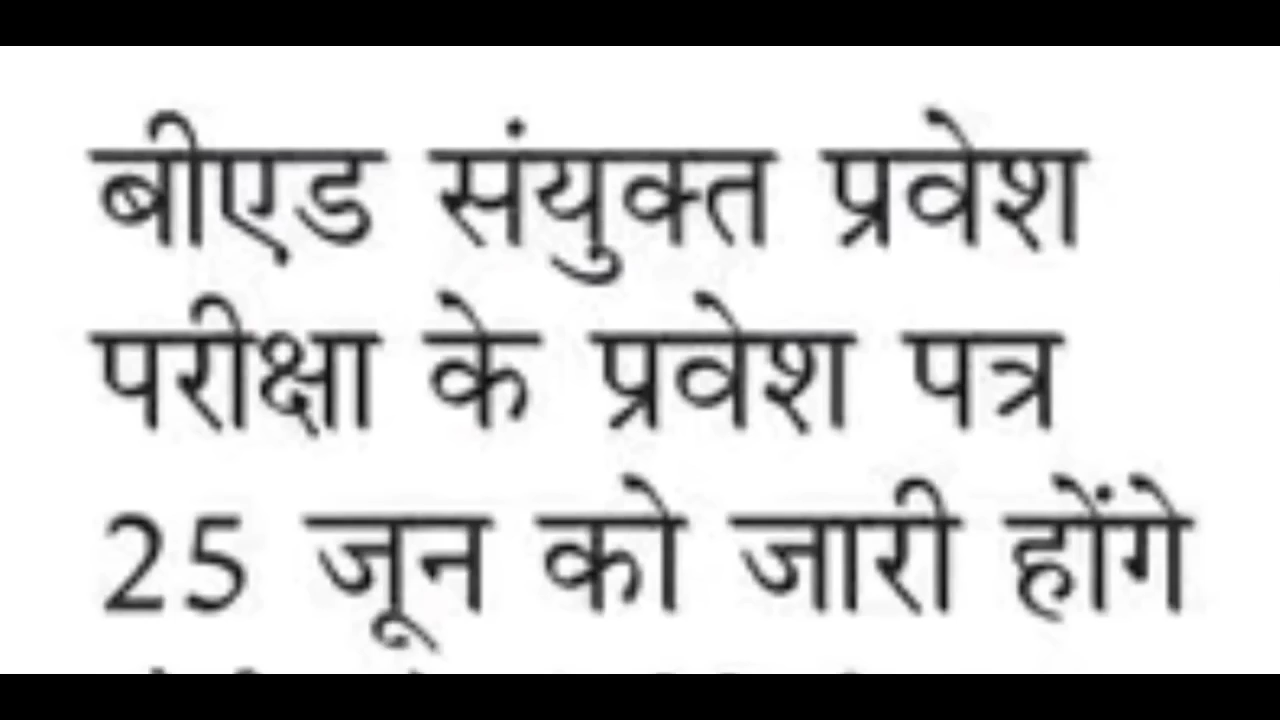 बीएड संयुक्त प्रवेश
परीक्षा के प्रवेश पत्र
25 जून को जारी होंगे